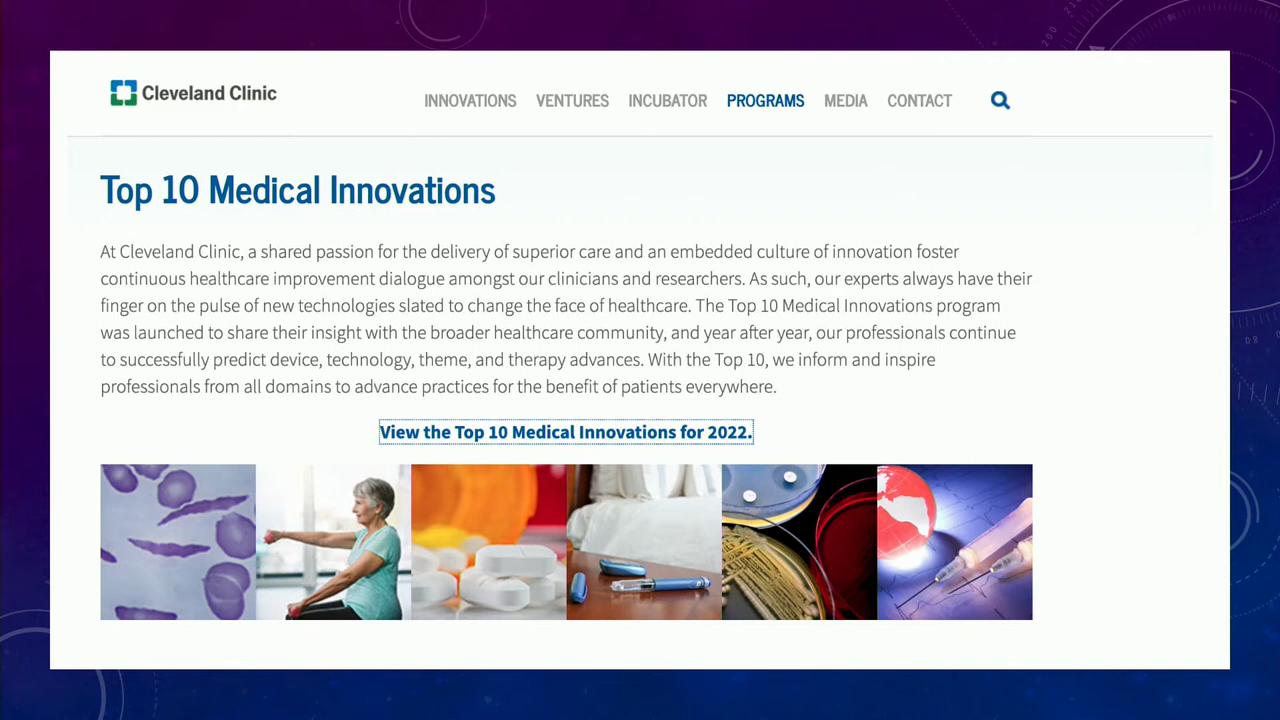 Cleveland Clinic
INNOVATIONS VENTURES INCUBATOR PROGRAMS MEDIA CONTACT
Top 10 Medical Innovations
At Cleveland Clinic, a shared passion for the delivery of superior care and an embedded culture of innovation foster
continuous healthcare improvement dialogue amongst our clinicians and researchers. As such, our experts always have their
finger on the pulse of new technologies slated to change the face of healthcare. The Top 10 Medical Innovations program
was launched to share their insight with the broader healthcare community, and year after year, our professionals continue
to successfully predict device, technology, theme, and therapy advances. With the Top 10, we inform and inspire
professionals from all domains to advance practices for the benefit of patients everywhere.
View the Top 10 Medical Innovations for 2022.